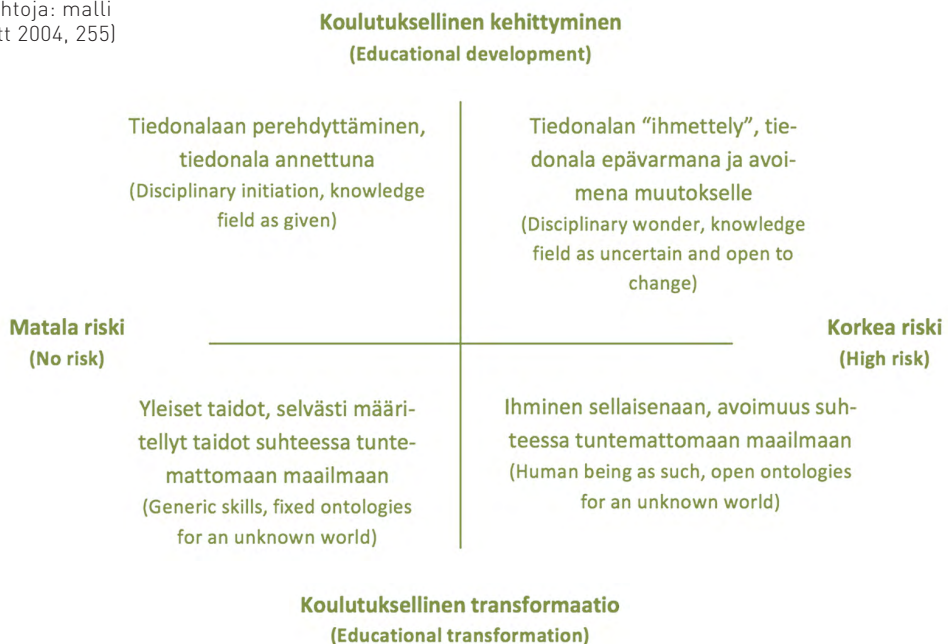 htoja: malli
tt 2004, 255)
Koulutuksellinen kehittyminen
(Educational development)
Tiedonalaan perehdyttäminen,
tiedonala annettuna
(Disciplinary initiation, knowledge
field as given)
Tiedonalan “ihmettely”, tie-
donala epävarmana ja avoi-
mena muutokselle
(Disciplinary wonder, knowledge
field as uncertain and open to
change)
Matala riski
(No risk)
Korkea riski
(High risk)
Yleiset taidot, selvästi määri-
tellyt taidot suhteessa tunte-
mattomaan maailmaan
(Generic skills, fixed ontologies
for an unknown world)
Ihminen sellaisenaan, avoimuus suh-
teessa tuntemattomaan maailmaan
(Human being as such, open ontologies
for an unknown world)
Koulutuksellinen transformaatio
(Educational transformation)